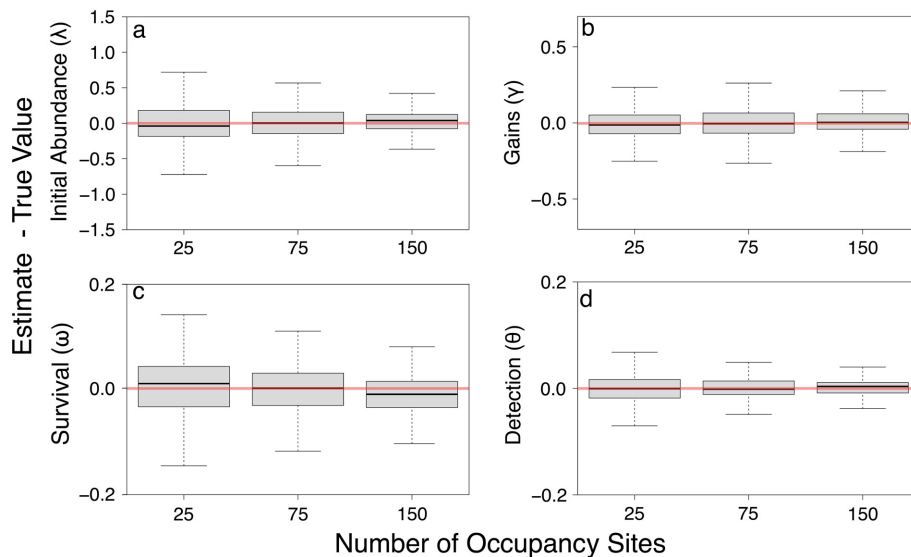 Estimate - True Value
Initial Abundance (λ)
a
1.5
1.0
0.5
0.0
−0.5
−1.0
−1.5
25 75 150
Gains (γ)
b
0.5
0.0
−0.5
25 75 150
Survival (ω)
c
0.2
0.0
−0.2
25 75 150
Detection (θ)
d
0.2
0.0
−0.2
25 75 150
Number of Occupancy Sites